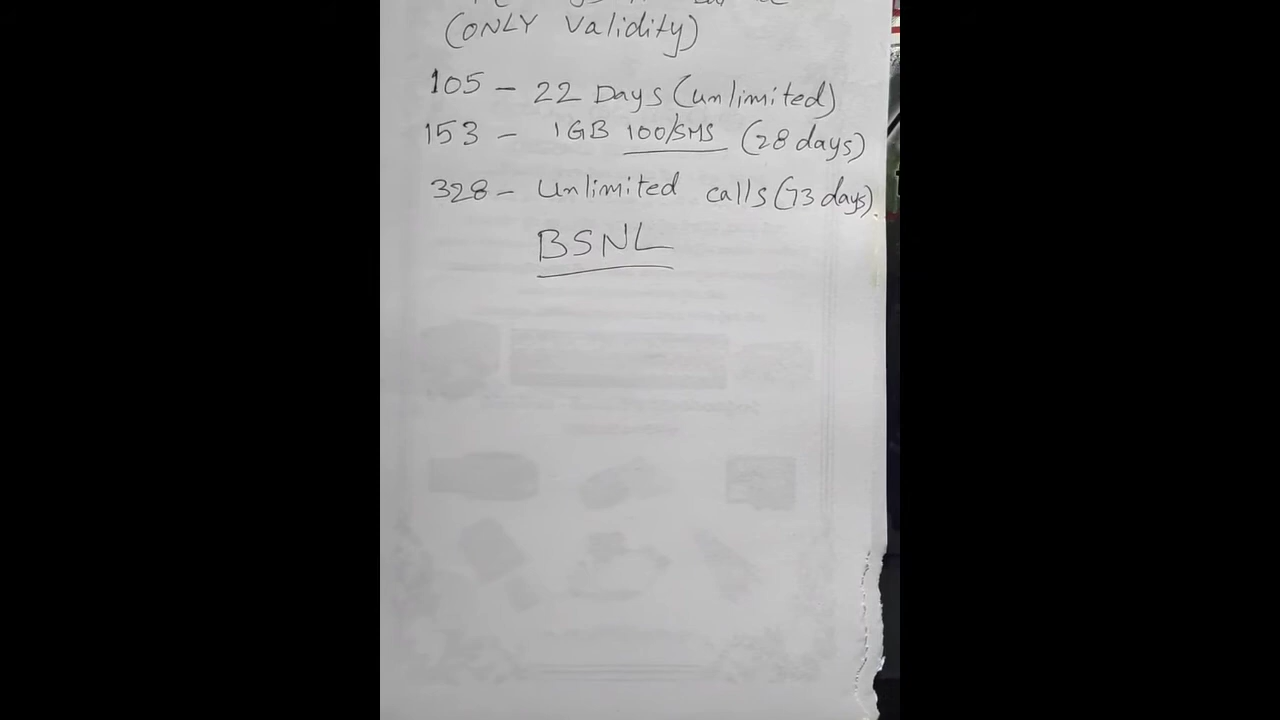 (ONLY Validity)
105 - 22 Days (unlimited)
153 - 1GB 100/SMS (28 days)
328 - Unlimited calls (73 days)
BSNL